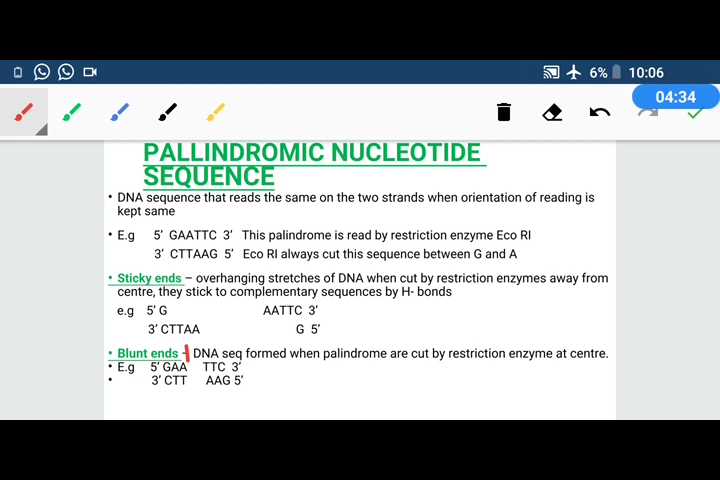 6% 10:06
04:34
PALLINDROMIC NUCLEOTIDE
SEQUENCE
• DNA sequence that reads the same on the two strands when orientation of reading is
kept same
• E.g 5’ GAATTC 3’ This palindrome is read by restriction enzyme Eco RI
3’ CTTAAG 5’ Eco RI always cut this sequence between G and A
• Sticky ends – overhanging stretches of DNA when cut by restriction enzymes away from
centre, they stick to complementary sequences by H- bonds
e.g 5’ G AATTC 3’
3’ CTTAA G 5’
• Blunt ends – DNA seq formed when palindrome are cut by restriction enzyme at centre.
• E.g 5’ GAA TTC 3’
• 3’ CTT AAG 5’